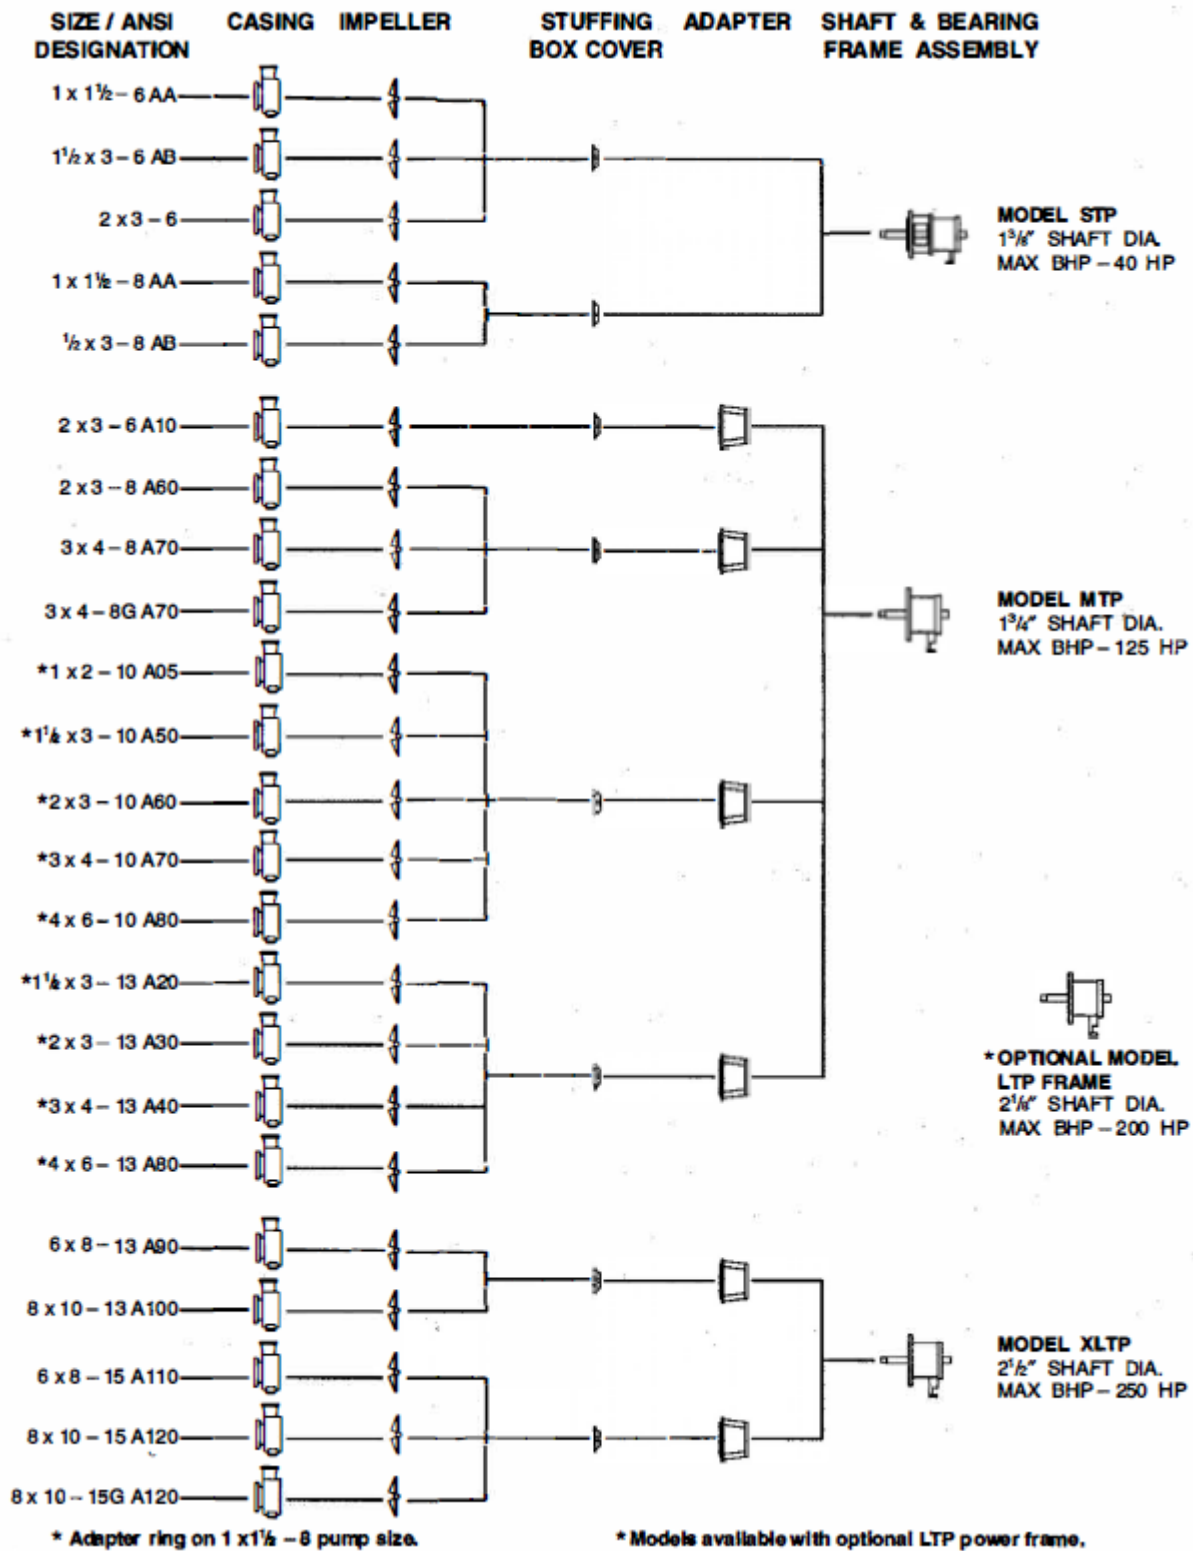 SIZE / ANSI DESIGNATION CASING IMPELLER STUFFING BOX COVER ADAPTER SHAFT & BEARING FRAME ASSEMBLY
1 x 1½ – 6 AA
1½ x 3 – 6 AB
2 x 3 – 6
1 x 1½ – 8 AA
½ x 3 – 8 AB
MODEL STP
1³/₈" SHAFT DIA.
MAX BHP – 40 HP
2 x 3 – 6 A10
2 x 3 – 8 A60
3 x 4 – 8 A70
3 x 4 – 8G A70
*1 x 2 – 10 A05
*1½ x 3 – 10 A50
*2 x 3 – 10 A60
*3 x 4 – 10 A70
*4 x 6 – 10 A80
*1½ x 3 – 13 A20
*2 x 3 – 13 A30
*3 x 4 – 13 A40
*4 x 6 – 13 A80
MODEL MTP
1³/₄" SHAFT DIA.
MAX BHP – 125 HP
* OPTIONAL MODEL
LTP FRAME
2¹/₈" SHAFT DIA.
MAX BHP – 200 HP
6 x 8 – 13 A90
8 x 10 – 13 A100
6 x 8 – 15 A110
8 x 10 – 15 A120
8 x 10 – 15G A120
MODEL XLTP
2¹/₂" SHAFT DIA.
MAX BHP – 250 HP
* Adapter ring on 1 x1½ – 8 pump size.
* Models available with optional LTP power frame.